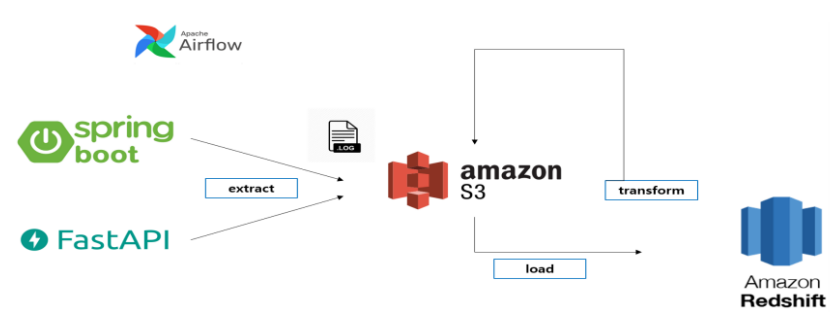 Apache
Airflow
spring
boot
.LOG
extract
FastAPI
amazon
S3
transform
load
Amazon
Redshift